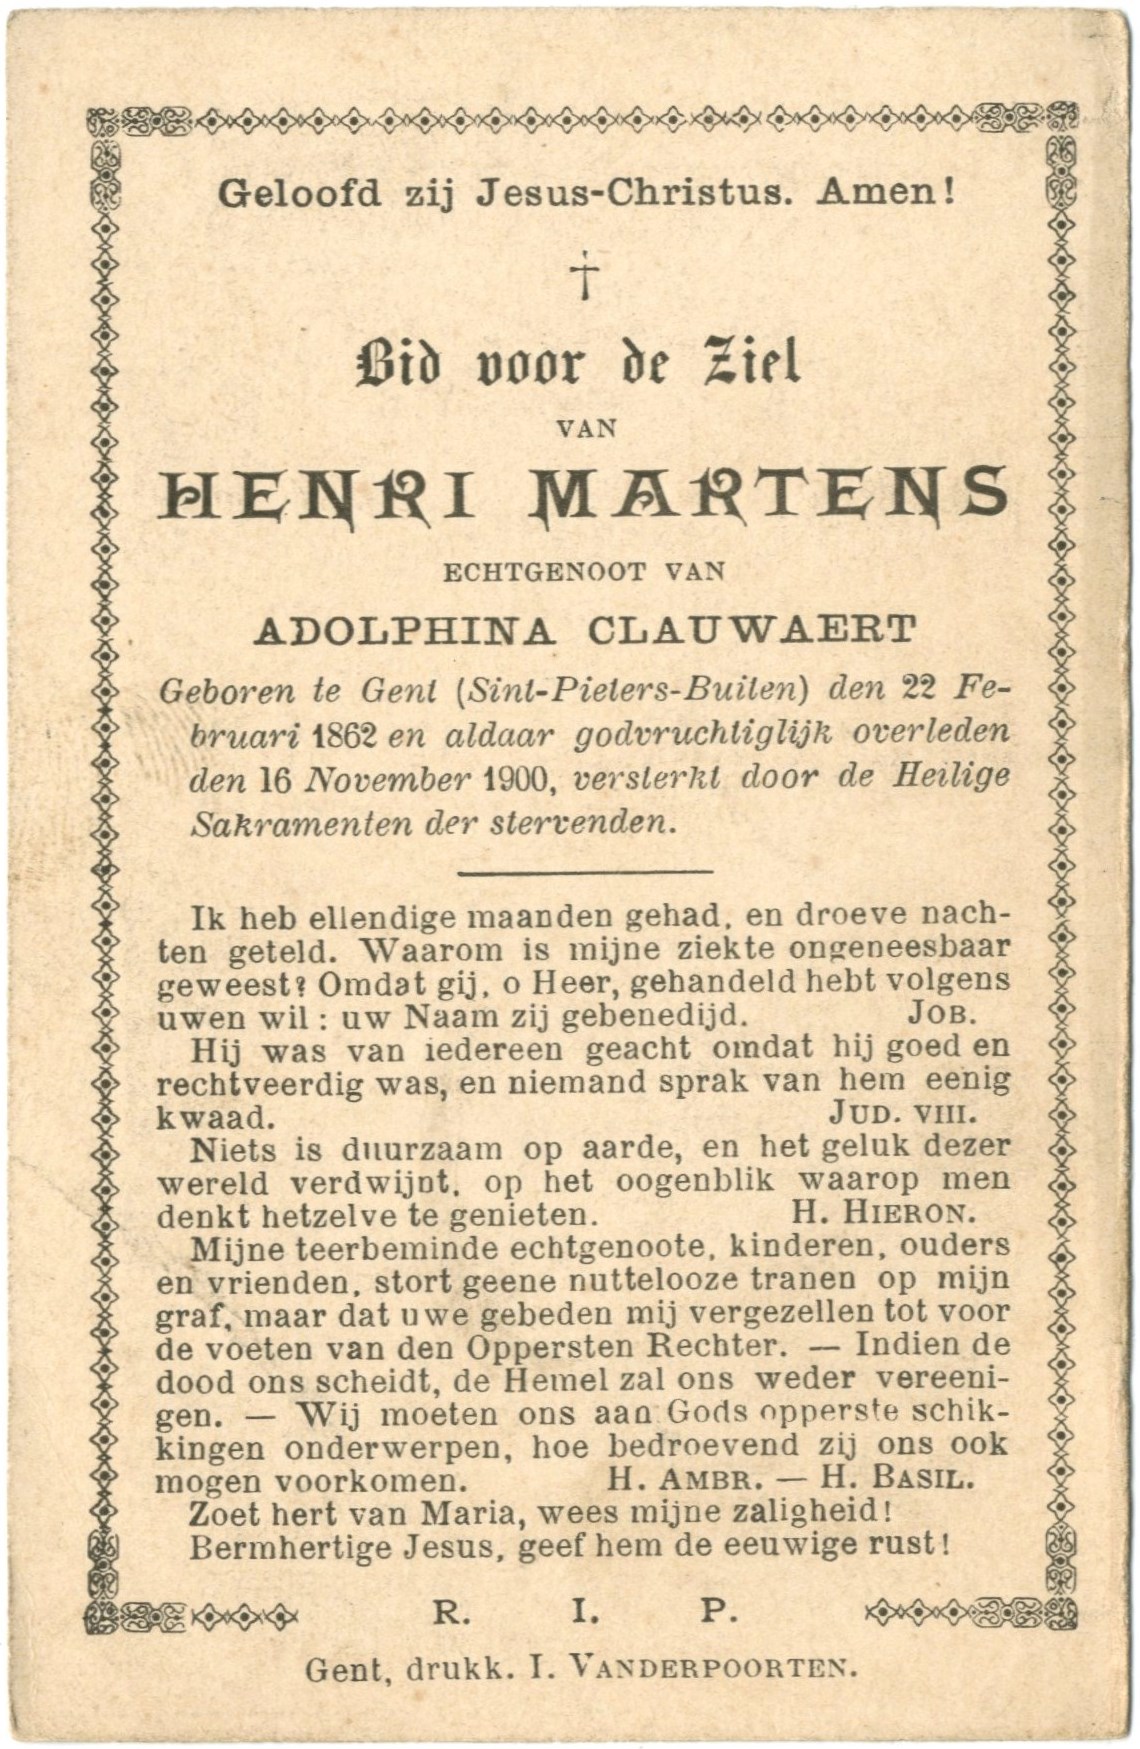 Geloofd zij Jesus-Christus. Amen!
†
Bid voor de Ziel
VAN
HENRI MARTENS
ECHTGENOOT VAN
ADOLPHINA CLAUWAERT
Geboren te Gent (Sint-Pieters-Buiten) den 22 Fe-
bruari 1862 en aldaar godvruchtiglijk overleden
den 16 November 1900, versterkt door de Heilige
Sakramenten der stervenden.
Ik heb ellendige maanden gehad, en droeve nach-
ten geteld. Waarom is mijne ziekte ongeneesbaar
geweest? Omdat gij, o Heer, gehandeld hebt volgens
uwen wil : uw Naam zij gebenedijd. JOB.
Hij was van iedereen geacht omdat hij goed en
rechtveerdig was, en niemand sprak van hem eenig
kwaad. JUD. VIII.
Niets is duurzaam op aarde, en het geluk dezer
wereld verdwijnt, op het oogenblik waarop men
denkt hetzelve te genieten. H. HIERON.
Mijne teerbeminde echtgenoote, kinderen, ouders
en vrienden, stort geene nuttelooze tranen op mijn
graf, maar dat uwe gebeden mij vergezellen tot voor
de voeten van den Oppersten Rechter. — Indien de
dood ons scheidt, de Hemel zal ons weder vereeni-
gen. — Wij moeten ons aan Gods opperste schik-
kingen onderwerpen, hoe bedroevend zij ons ook
mogen voorkomen. H. AMBR. — H. BASIL.
Zoet hert van Maria, wees mijne zaligheid!
Bermhertige Jesus, geef hem de eeuwige rust!
R. I. P.
Gent, drukk. I. VANDERPOORTEN.